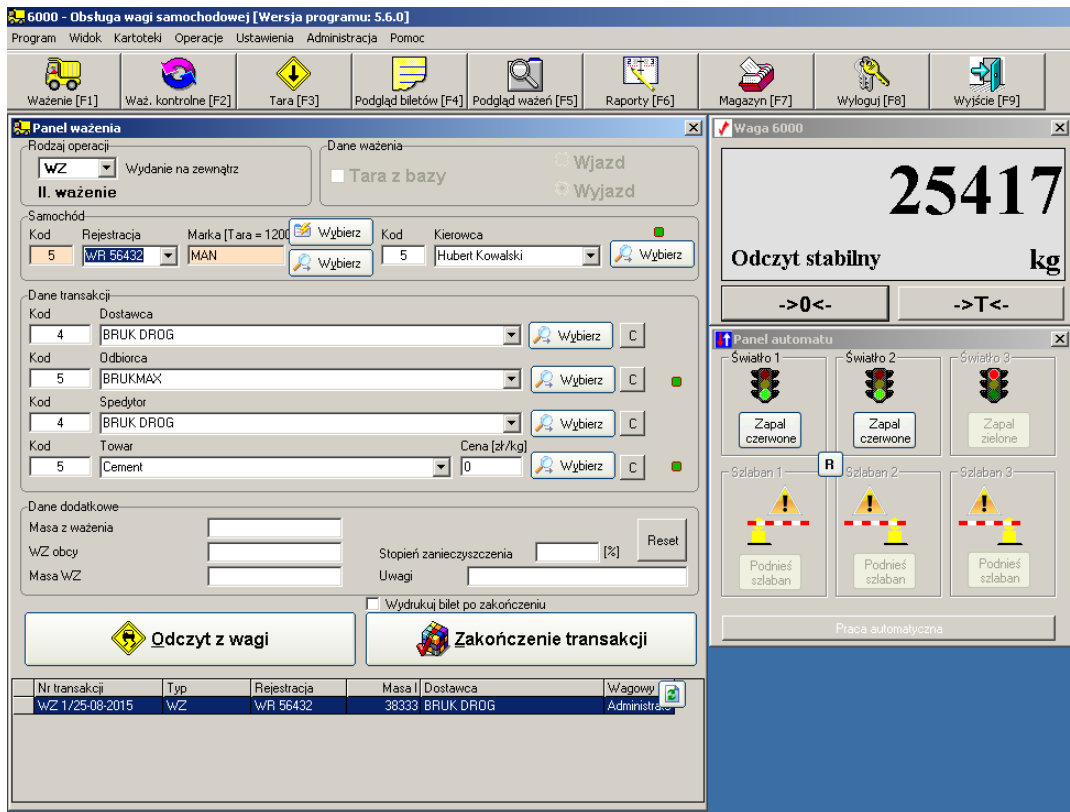 6000 - Obsługa wagi samochodowej [Wersja programu: 5.6.0]
Program Widok Kartoteki Operacje Ustawienia Administracja Pomoc
Ważenie [F1] Waż. kontrolne [F2] Tara [F3] Podgląd biletów [F4] Podgląd ważeń [F5] Raporty [F6] Magazyn [F7] Wyloguj [F8] Wyjście [F9]
Panel ważenia
Rodzaj operacji
WZ Wydanie na zewnątrz
II. ważenie
Dane ważenia
Tara z bazy
Wjazd
Wyjazd
Samochód
Kod Rejestracja Marka [Tara = 1200 Wybierz Kod Kierowca
5 WR 56432 MAN Wybierz 5 Hubert Kowalski Wybierz
Dane transakcji
Kod Dostawca
4 BRUK DROG Wybierz C
Kod Odbiorca
5 BRUKMAX Wybierz C
Kod Spedytor
4 BRUK DROG Wybierz C
Kod Towar Cena [zł/kg]
5 Cement 0 Wybierz C
Dane dodatkowe
Masa z ważenia
WZ obcy Stopień zanieczyszczenia [%] Reset
Masa WZ Uwagi
Wydrukuj bilet po zakończeniu
Odczyt z wagi Zakończenie transakcji
Nr transakcji Typ Rejestracja Masa Dostawca Wagowy
WZ 1/25-08-2015 WZ WR 56432 38333 BRUK DROG Administrato
Waga 6000
25417
Odczyt stabilny kg
->0<- ->T<-
Panel automatu
Światło 1 Światło 2 Światło 3
Zapal czerwone Zapal czerwone Zapal zielone
R
Szlaban 1 Szlaban 2 Szlaban 3
Podnieś szlaban Podnieś szlaban Podnieś szlaban
Praca automatyczna